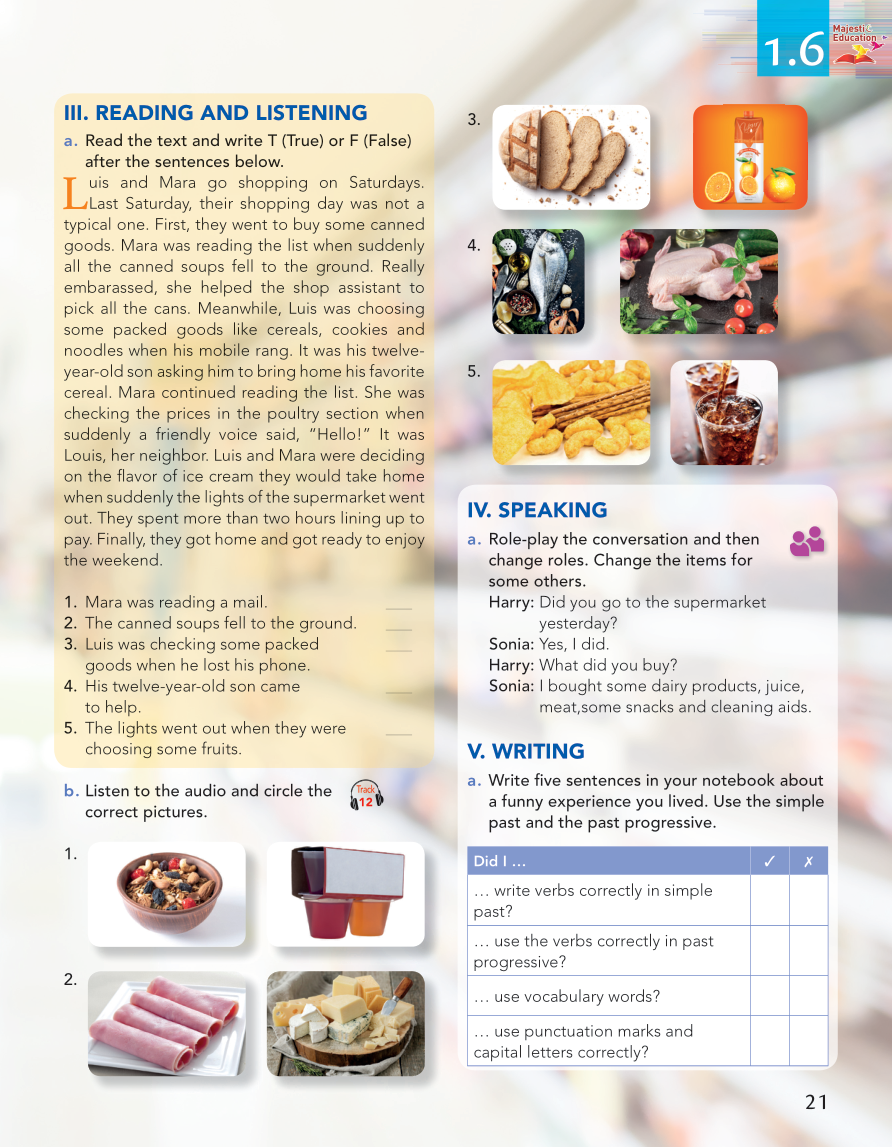 1.6
Majestic
Education
III. READING AND LISTENING
a. Read the text and write T (True) or F (False)
after the sentences below.
Luis and Mara go shopping on Saturdays.
Last Saturday, their shopping day was not a
typical one. First, they went to buy some canned
goods. Mara was reading the list when suddenly
all the canned soups fell to the ground. Really
embarassed, she helped the shop assistant to
pick all the cans. Meanwhile, Luis was choosing
some packed goods like cereals, cookies and
noodles when his mobile rang. It was his twelve-
year-old son asking him to bring home his favorite
cereal. Mara continued reading the list. She was
checking the prices in the poultry section when
suddenly a friendly voice said, “Hello!” It was
Louis, her neighbor. Luis and Mara were deciding
on the flavor of ice cream they would take home
when suddenly the lights of the supermarket went
out. They spent more than two hours lining up to
pay. Finally, they got home and got ready to enjoy
the weekend.
1. Mara was reading a mail. ___
2. The canned soups fell to the ground. ___
3. Luis was checking some packed ___
goods when he lost his phone.
4. His twelve-year-old son came ___
to help.
5. The lights went out when they were ___
choosing some fruits.
b. Listen to the audio and circle the
correct pictures.
Track
12
1.
2.
3.
4.
5.
IV. SPEAKING
a. Role-play the conversation and then
change roles. Change the items for
some others.
Harry: Did you go to the supermarket
yesterday?
Sonia: Yes, I did.
Harry: What did you buy?
Sonia: I bought some dairy products, juice,
meat,some snacks and cleaning aids.
V. WRITING
a. Write five sentences in your notebook about
a funny experience you lived. Use the simple
past and the past progressive.
Did I … ✓ ✗
… write verbs correctly in simple
past?
… use the verbs correctly in past
progressive?
… use vocabulary words?
… use punctuation marks and
capital letters correctly?
21